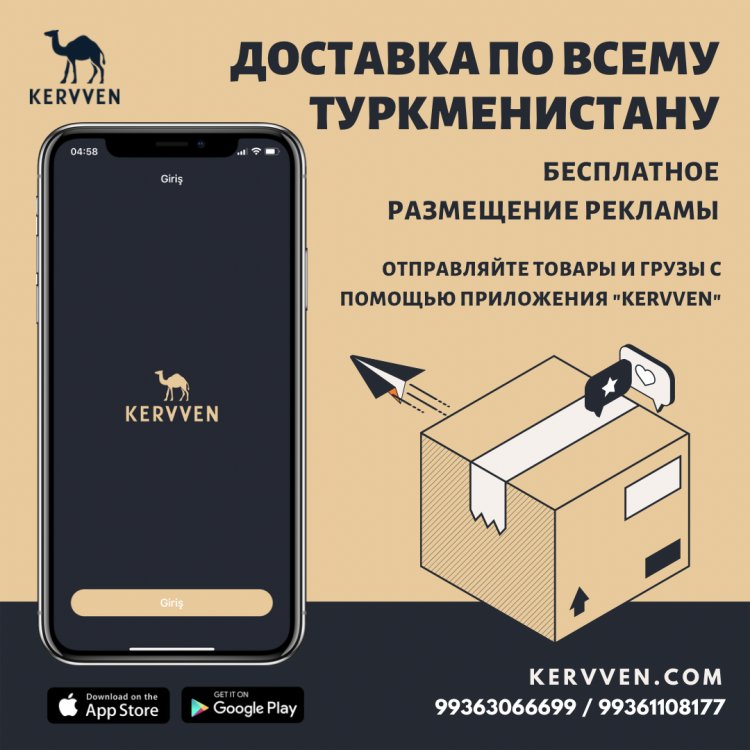 KERVVEN
ДОСТАВКА ПО ВСЕМУ
ТУРКМЕНИСТАНУ
БЕСПЛАТНОЕ
РАЗМЕЩЕНИЕ РЕКЛАМЫ
ОТПРАВЛЯЙТЕ ТОВАРЫ И ГРУЗЫ С
ПОМОЩЬЮ ПРИЛОЖЕНИЯ "KERVVEN"
04:58
Giriş
KERVVEN
Giriş
Download on the
App Store
GET IT ON
Google Play
KERVVEN.COM
99363066699 / 99361108177